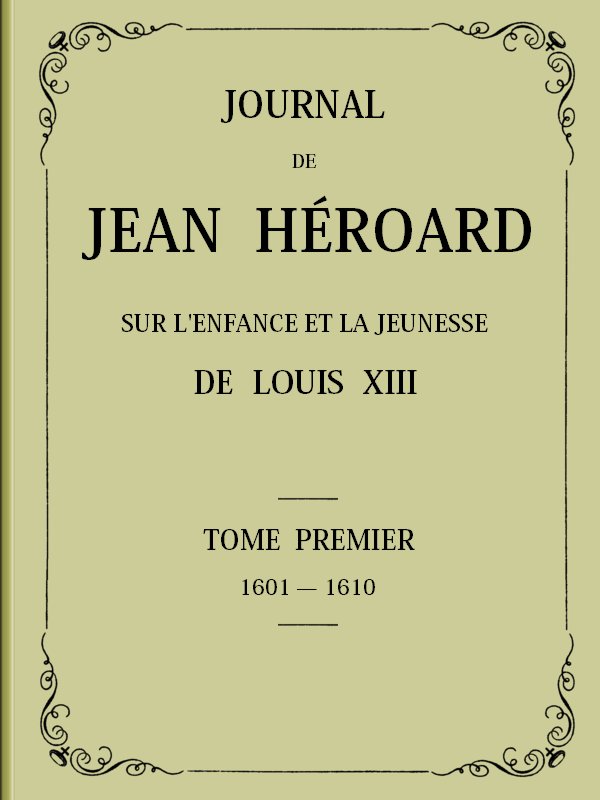 JOURNAL
DE
JEAN HÉROARD
SUR L'ENFANCE ET LA JEUNESSE
DE LOUIS XIII
TOME PREMIER
1601 — 1610